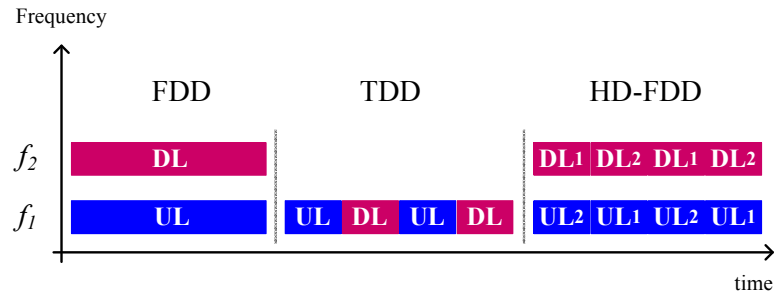 Frequency
FDD TDD HD-FDD
f2 DL DL1 DL2 DL1 DL2
f1 UL UL DL UL DL UL2 UL1 UL2 UL1
time